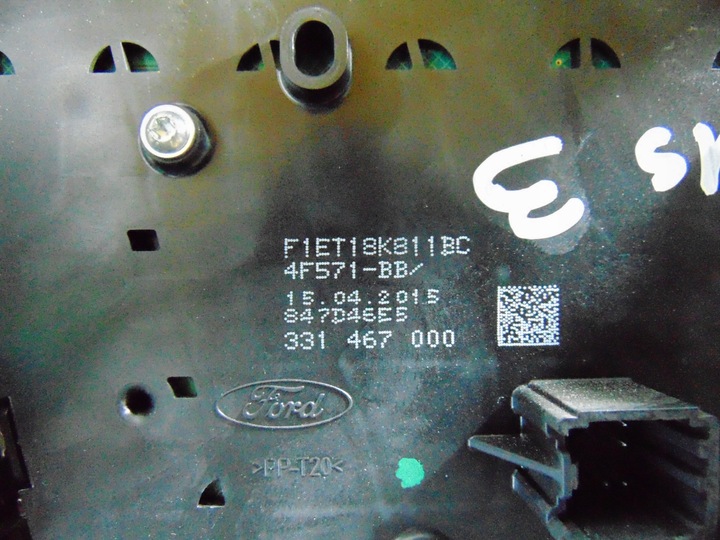 F1ET18K811BC
4F571-BB/
15.04.2015
847D46E5
331 467 000
Ford
>PP-T20<